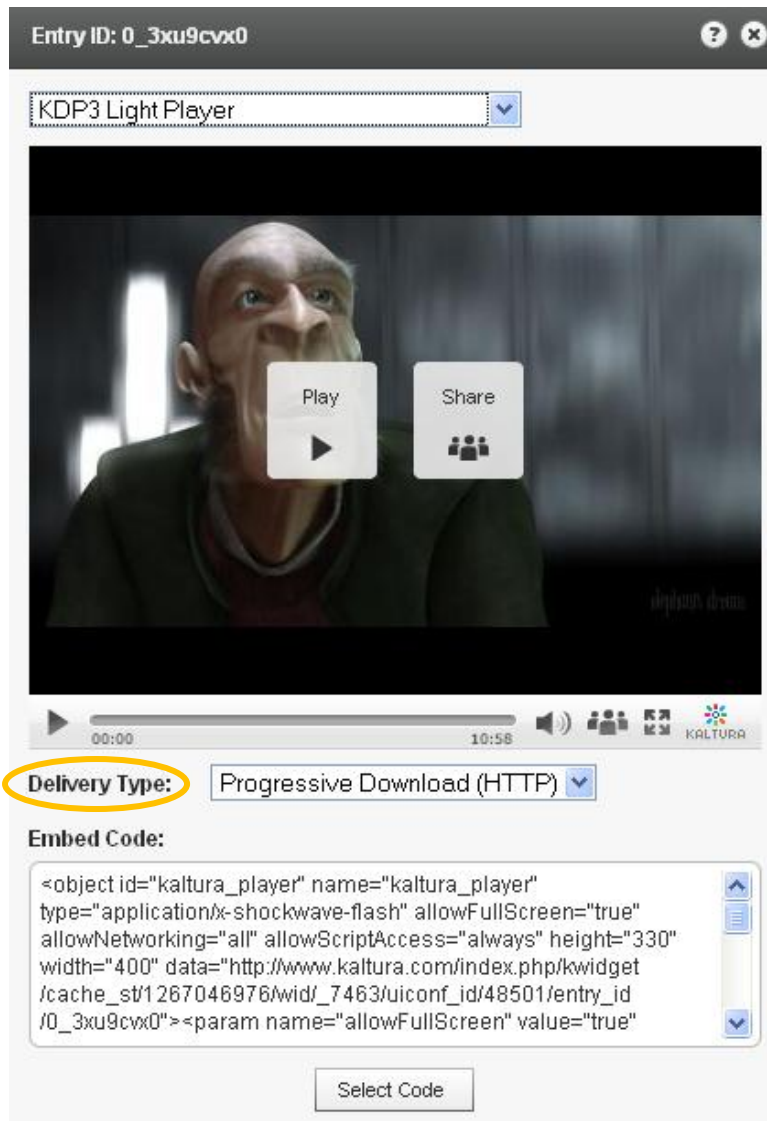 Entry ID: 0_3xu9cvx0
KDP3 Light Player
Play
Share
elephants dream
00:00
10:58
KALTURA
Delivery Type:
Progressive Download (HTTP)
Embed Code:
<object id="kaltura_player" name="kaltura_player"
type="application/x-shockwave-flash" allowFullScreen="true"
allowNetworking="all" allowScriptAccess="always" height="330"
width="400" data="http://www.kaltura.com/index.php/kwidget
/cache_st/1267046976/wid/_7463/uiconf_id/48501/entry_id
/0_3xu9cvx0"><param name="allowFullScreen" value="true"
Select Code